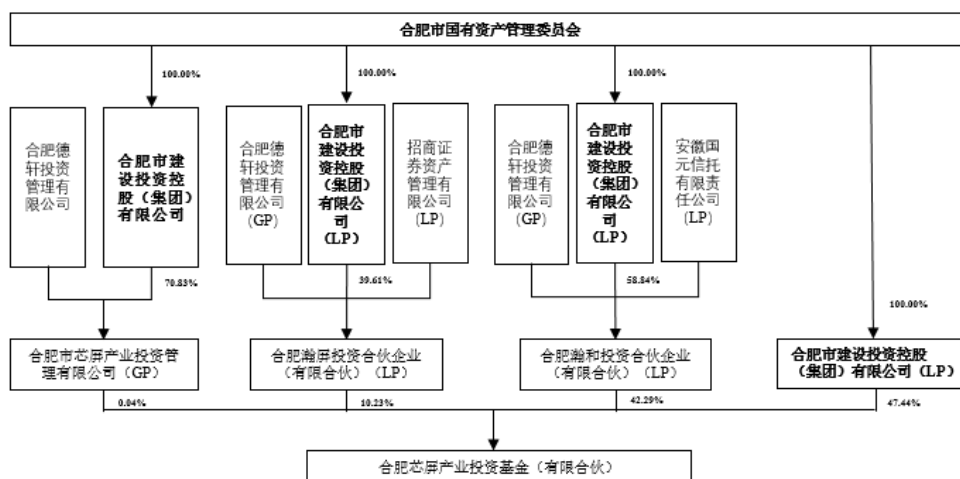 合肥市国有资产管理委员会
100.00%
100.00%
100.00%
合肥德
轩投资
管理有
限公司
合肥市建
设投资控
股（集团）
有限公司
合肥德
轩投资
管理有
限公司
(GP)
合肥市
建设投
资控股
（集团）
有限公
司
（LP）
招商证
券资产
管理有
限公司
(LP)
合肥德
轩投资
管理有
限公司
(GP)
合肥市
建设投
资控股
（集团）
有限公
司
（LP）
安徽国
元信托
有限责
任公司
(LP)
70.83%
39.61%
58.84%
100.00%
合肥市芯屏产业投资管
理有限公司（GP）
合肥瀚屏投资合伙企业
（有限合伙）（LP）
合肥瀚和投资合伙企业
（有限合伙）（LP）
合肥市建设投资控股
（集团）有限公司（LP）
0.04%
10.23%
42.29%
47.44%
合肥芯屏产业投资基金（有限合伙）